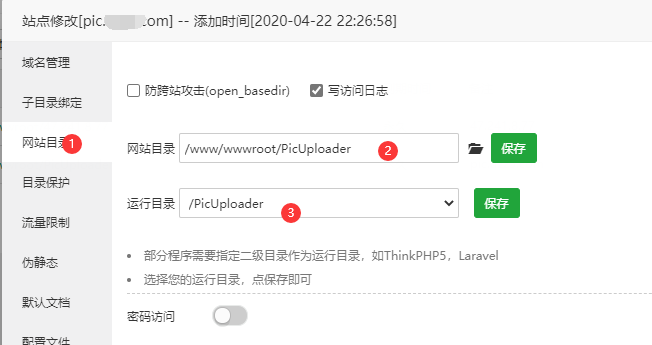 站点修改[pic. .com] -- 添加时间[2020-04-22 22:26:58]
域名管理
防跨站攻击(open_basedir) 写访问日志
子目录绑定
网站目录 1
网站目录 /www/wwwroot/PicUploader 2 保存
目录保护
运行目录 /PicUploader 3 保存
流量限制
部分程序需要指定二级目录作为运行目录，如ThinkPHP5，Laravel
伪静态
选择您的运行目录，点保存即可
默认文档
密码访问
配置文件